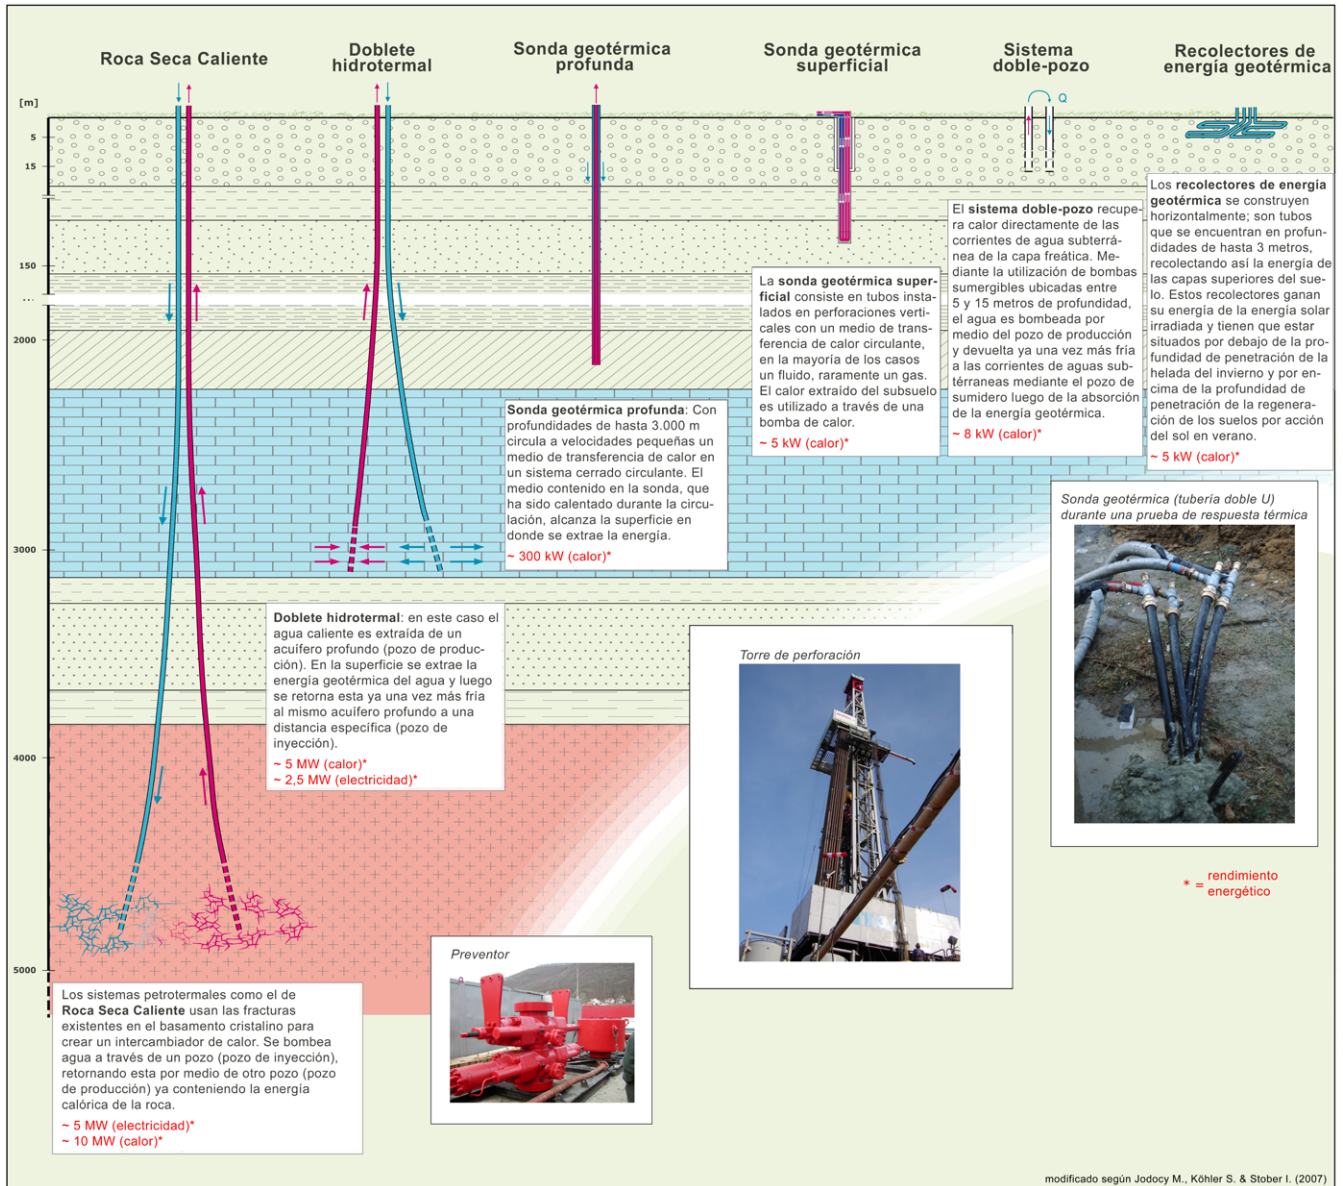 Roca Seca Caliente
Doblete
hidrotermal
Sonda geotérmica
profunda
Sonda geotérmica
superficial
Sistema
doble-pozo
Recolectores de
energía geotérmica
[m]
Q
5
15
150
...
2000
3000
4000
5000
Los recolectores de energía
geotérmica se construyen
horizontalmente; son tubos
que se encuentran en profun-
didades de hasta 3 metros,
recolectando así la energía de
las capas superiores del sue-
lo. Estos recolectores ganan
su energía de la energía solar
irradiada y tienen que estar
situados por debajo de la pro-
fundidad de penetración de la
helada del invierno y por en-
cima de la profundidad de
penetración de la regenera-
ción de los suelos por acción
del sol en verano.
~ 5 kW (calor)*
El sistema doble-pozo recupe-
ra calor directamente de las
corrientes de agua subterrá-
nea de la capa freática. Me-
diante la utilización de bombas
sumergibles ubicadas entre
5 y 15 metros de profundidad,
el agua es bombeada por
medio del pozo de producción
y devuelta ya una vez más fría
a las corrientes de aguas sub-
térraneas mediante el pozo de
sumidero luego de la absorción
de la energía geotérmica.
~ 8 kW (calor)*
La sonda geotérmica super-
ficial consiste en tubos insta-
lados en perforaciones verti-
cales con un medio de trans-
ferencia de calor circulante,
en la mayoría de los casos
un fluido, raramente un gas.
El calor extraído del subsuelo
es utilizado a través de una
bomba de calor.
~ 5 kW (calor)*
Sonda geotérmica profunda: Con
profundidades de hasta 3.000 m
circula a velocidades pequeñas un
medio de transferencia de calor en
un sistema cerrado circulante. El
medio contenido en la sonda, que
ha sido calentado durante la circu-
lación, alcanza la superficie en
donde se extrae la energía.
~ 300 kW (calor)*
Sonda geotérmica (tubería doble U)
durante una prueba de respuesta térmica
Doblete hidrotermal: en este caso el
agua caliente es extraída de un
acuífero profundo (pozo de produc-
ción). En la superficie se extrae la
energía geotérmica del agua y luego
se retorna esta ya una vez más fría
al mismo acuífero profundo a una
distancia específica (pozo de
inyección).
~ 5 MW (calor)*
~ 2,5 MW (electricidad)*
Torre de perforación
* = rendimiento
energético
Preventor
Los sistemas petrotermales como el de
Roca Seca Caliente usan las fracturas
existentes en el basamento cristalino para
crear un intercambiador de calor. Se bombea
agua a través de un pozo (pozo de inyección),
retornando esta por medio de otro pozo (pozo
de producción) ya conteniendo la energía
calórica de la roca.
~ 5 MW (electricidad)*
~ 10 MW (calor)*
modificado según Jodocy M., Köhler S. & Stober I. (2007)